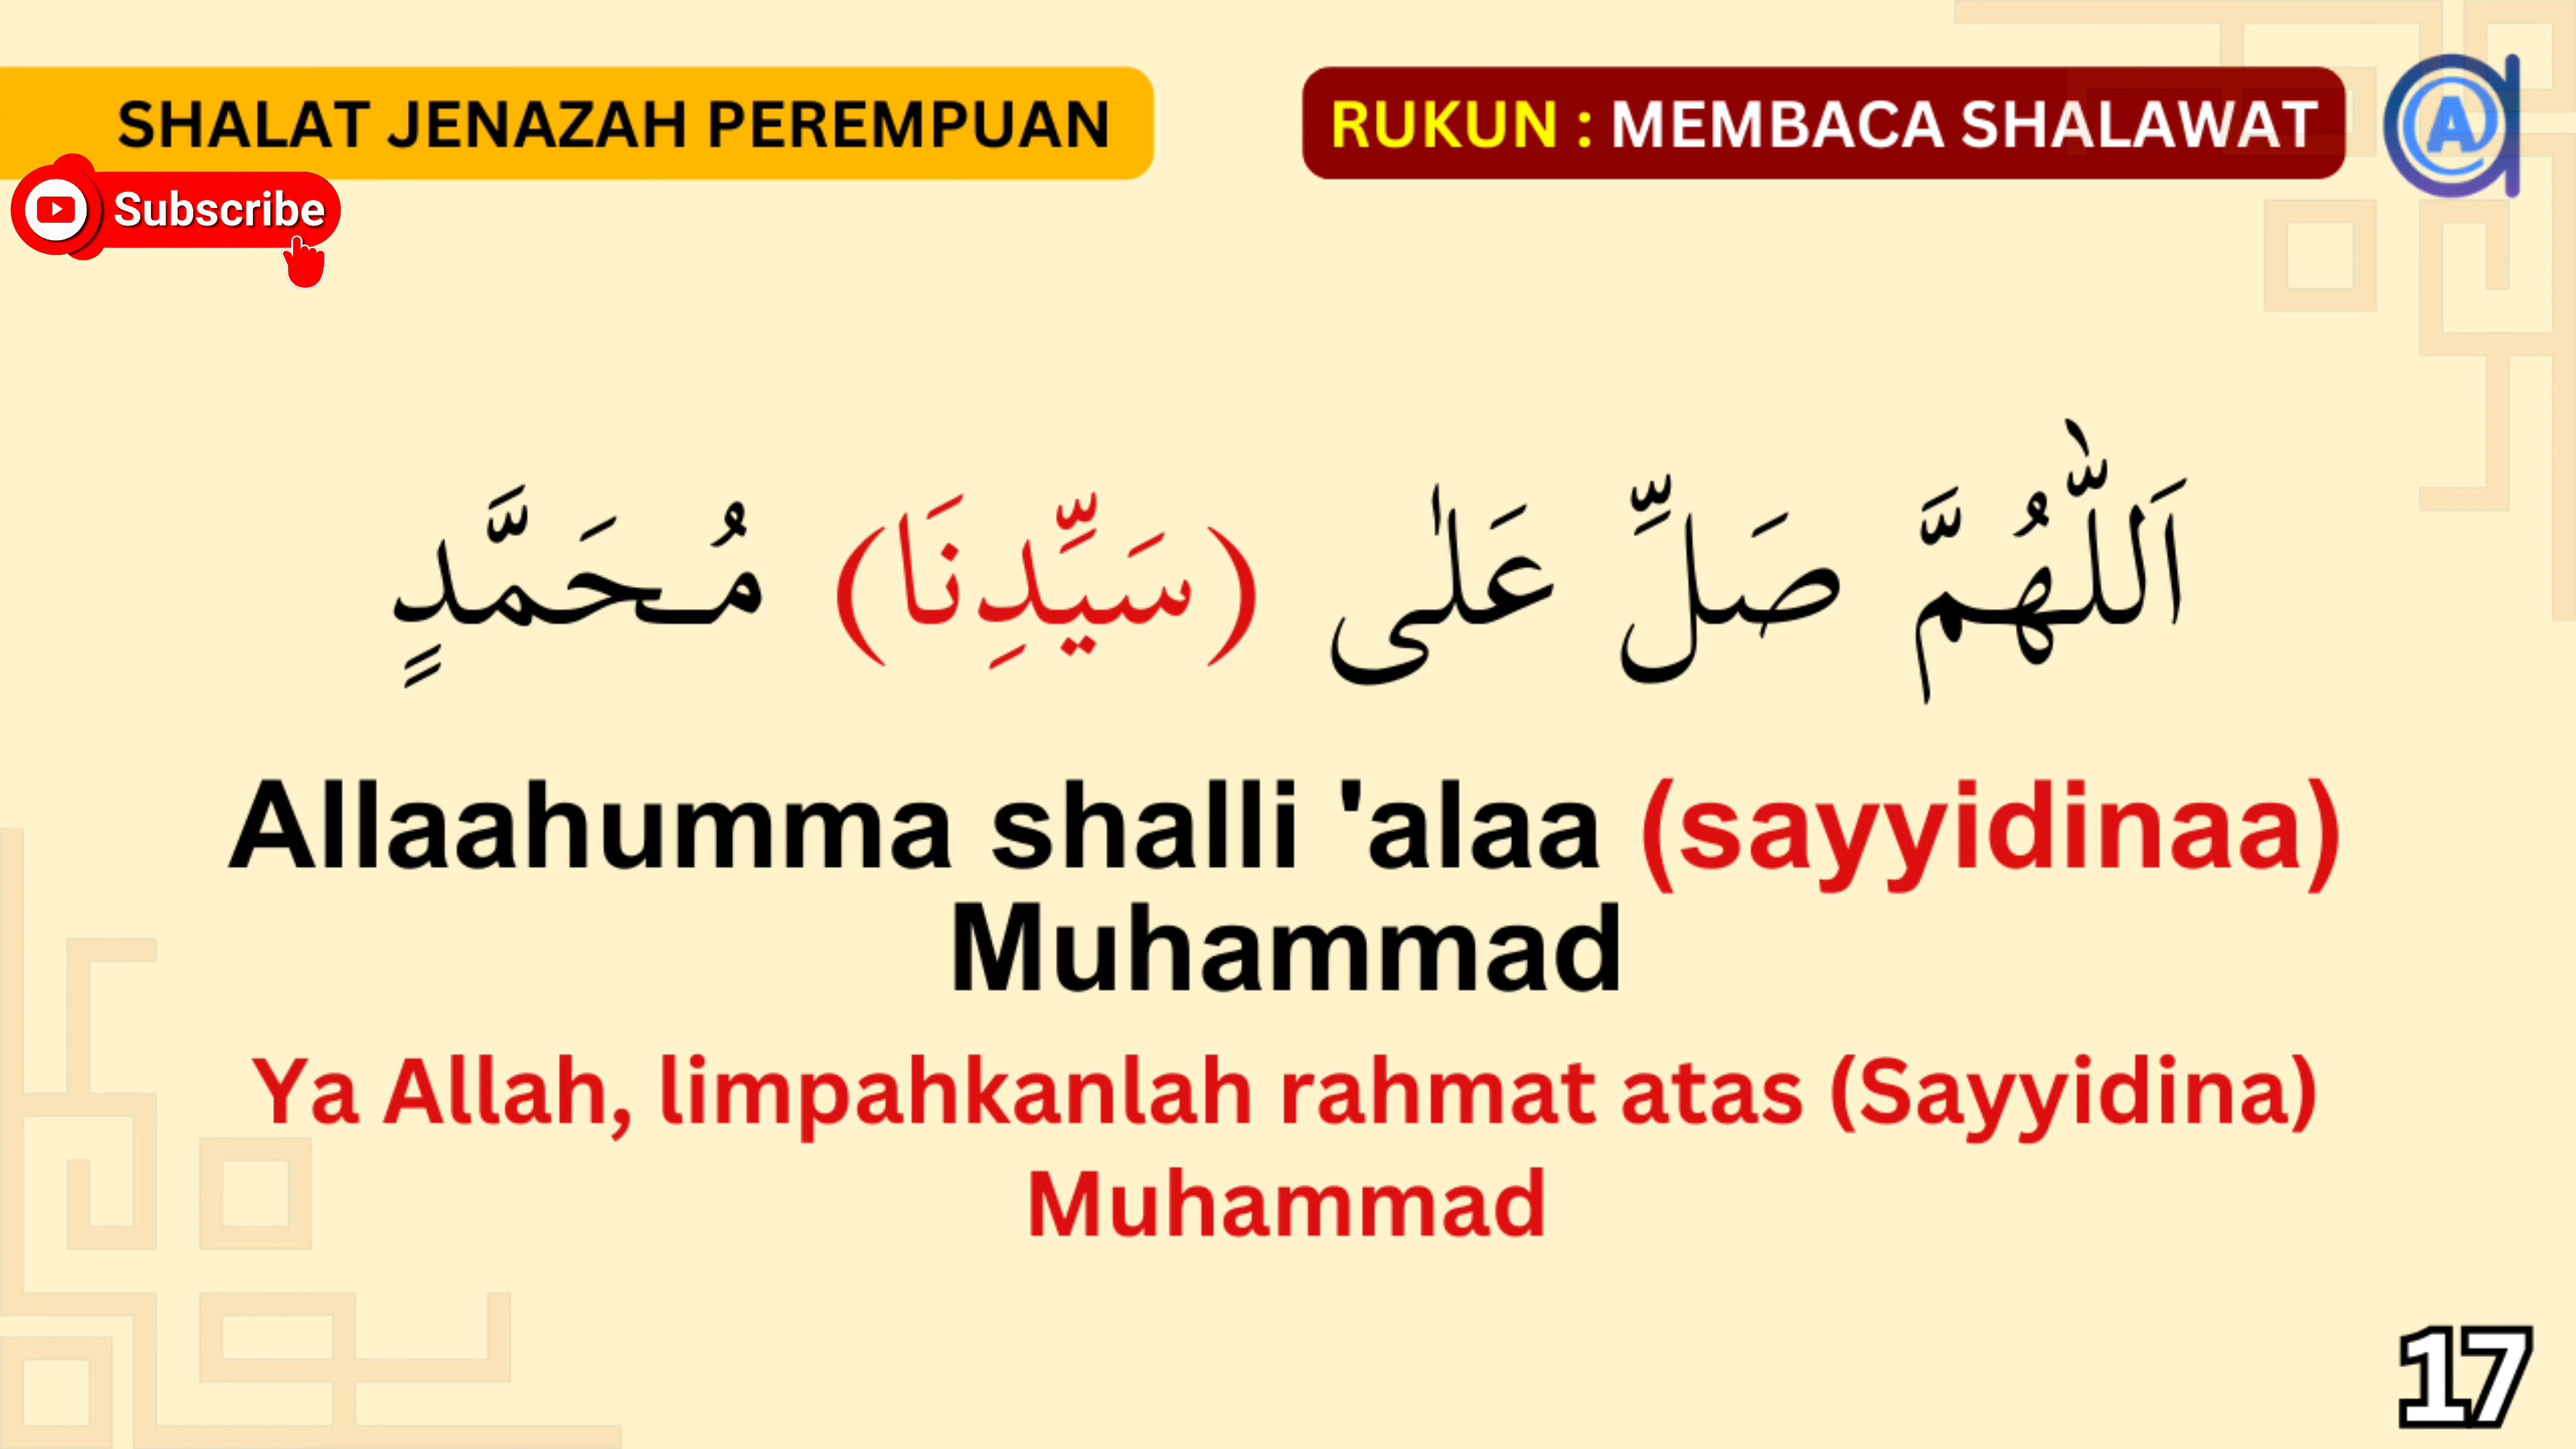 SHALAT JENAZAH PEREMPUAN
RUKUN : MEMBACA SHALAWAT
A
Subscribe
اَللّٰهُمَّ صَلِّ عَلٰى (سَيِّدِنَا) مُـحَمَّدٍ
Allaahumma shalli 'alaa (sayyidinaa)
Muhammad
Ya Allah, limpahkanlah rahmat atas (Sayyidina)
Muhammad
17